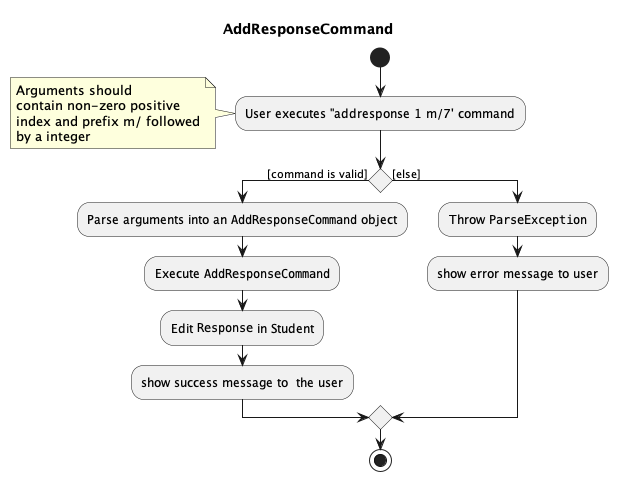 AddResponseCommand
Arguments should
contain non-zero positive
index and prefix m/ followed
by a integer
User executes "addresponse 1 m/7' command
[command is valid]
[else]
Parse arguments into an AddResponseCommand object
Throw ParseException
Execute AddResponseCommand
show error message to user
Edit Response in Student
show success message to  the user